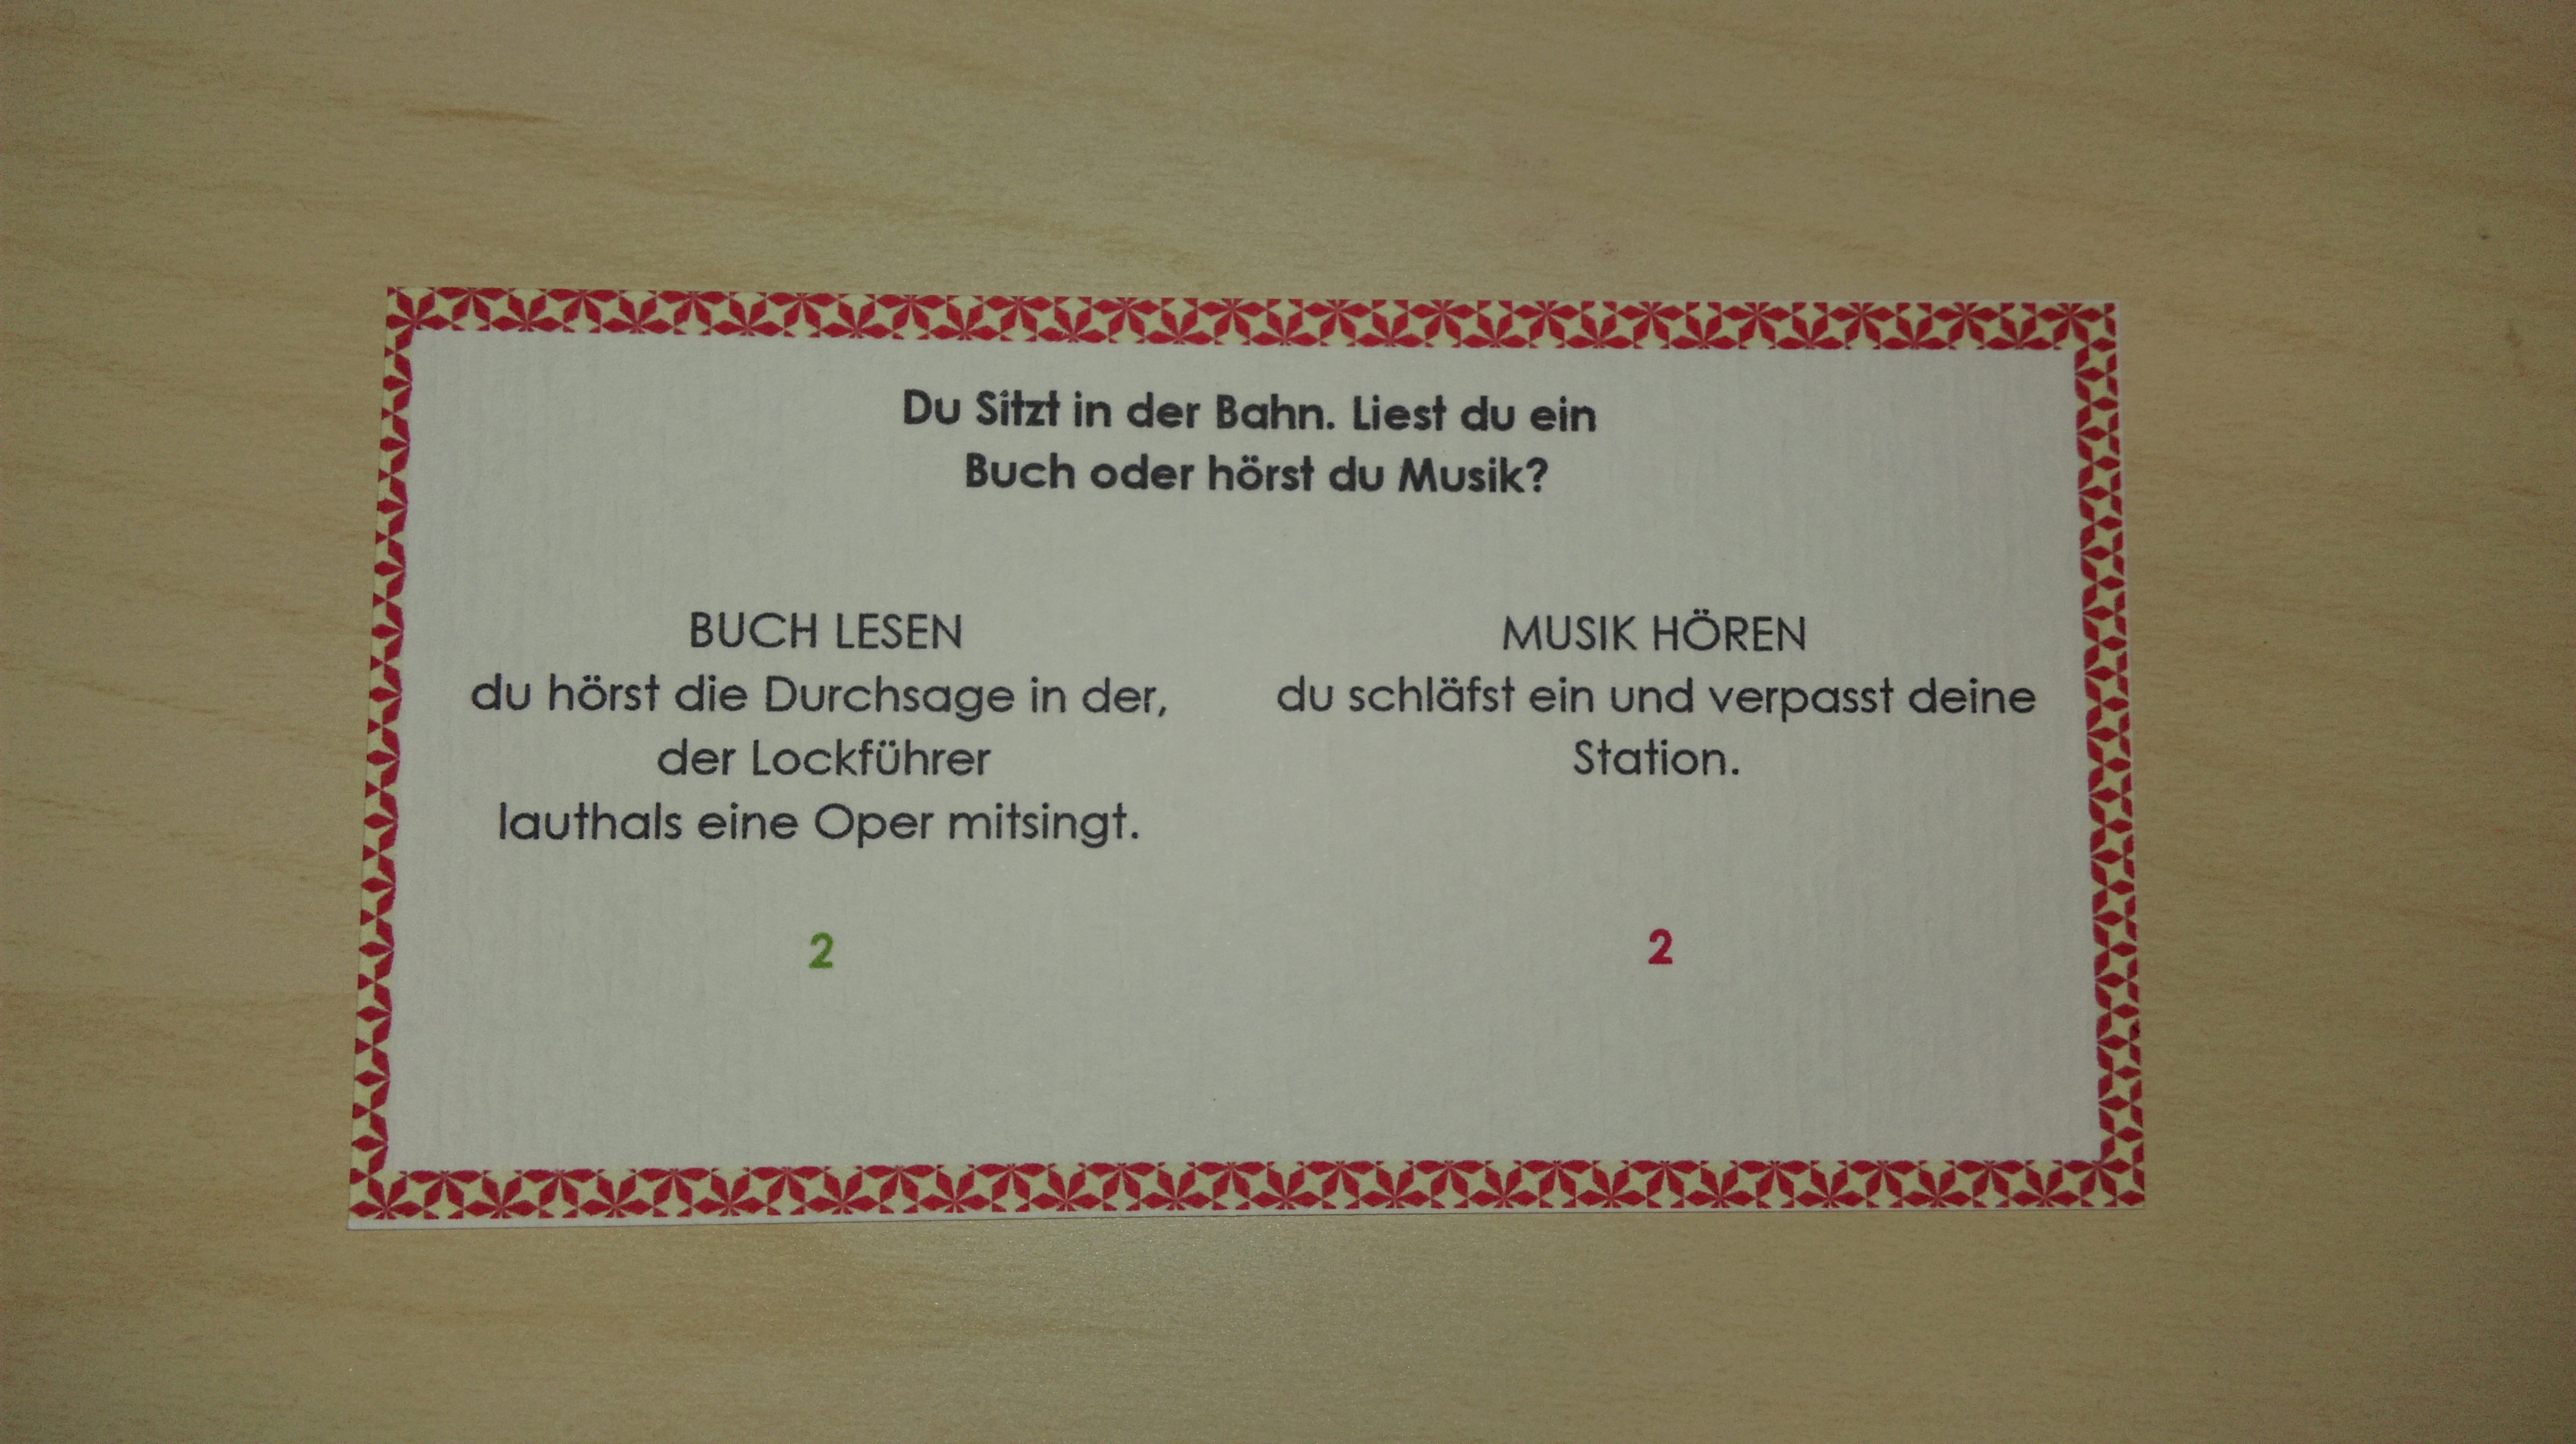 Du Sitzt in der Bahn. Liest du ein
Buch oder hörst du Musik?
BUCH LESEN
du hörst die Durchsage in der,
der Lockführer
lauthals eine Oper mitsingt.
2
MUSIK HÖREN
du schläfst ein und verpasst deine
Station.
2